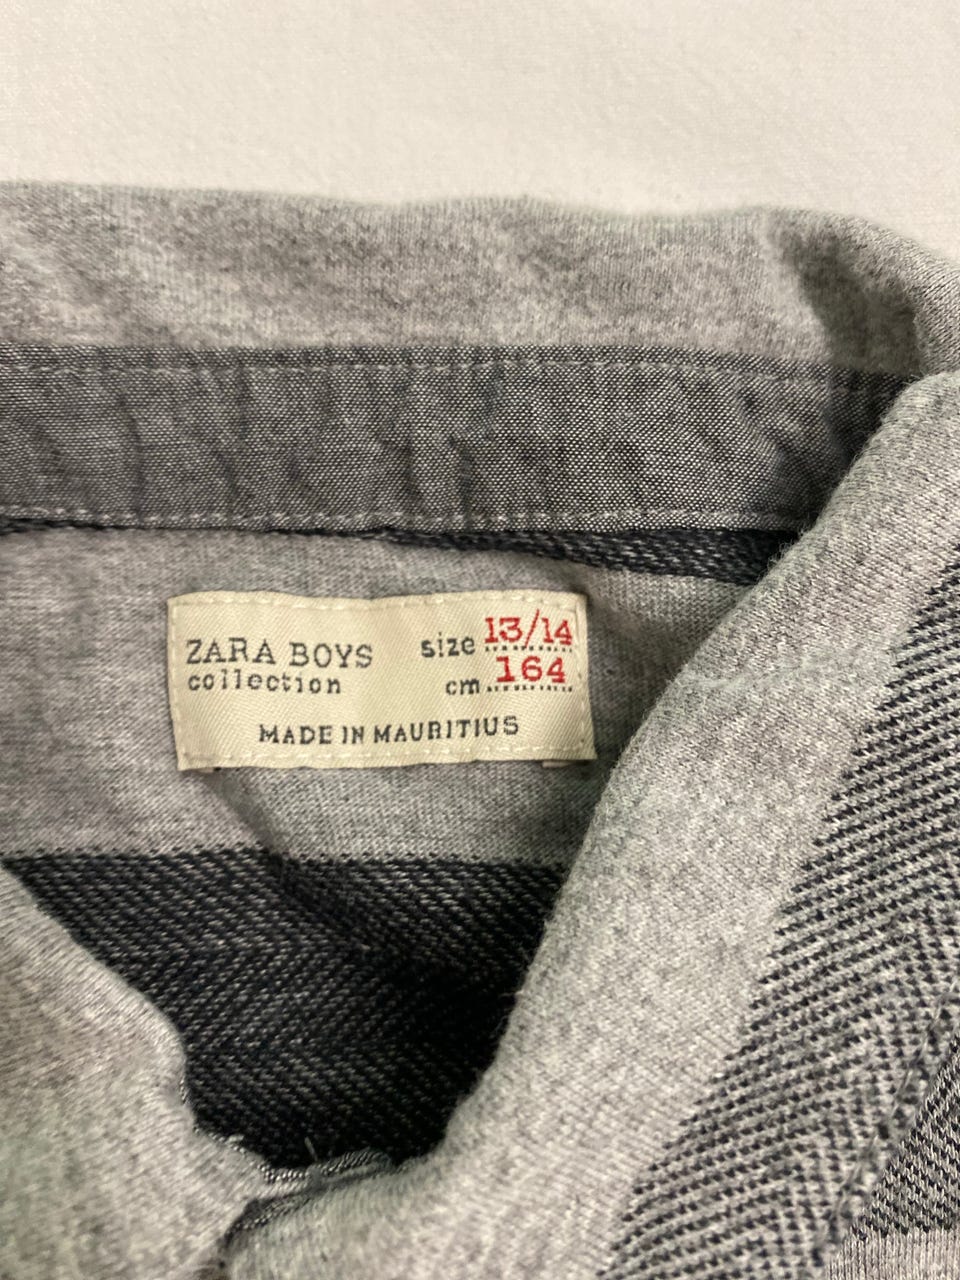 ZARA BOYS
collection
size 13/14
cm 164
MADE IN MAURITIUS